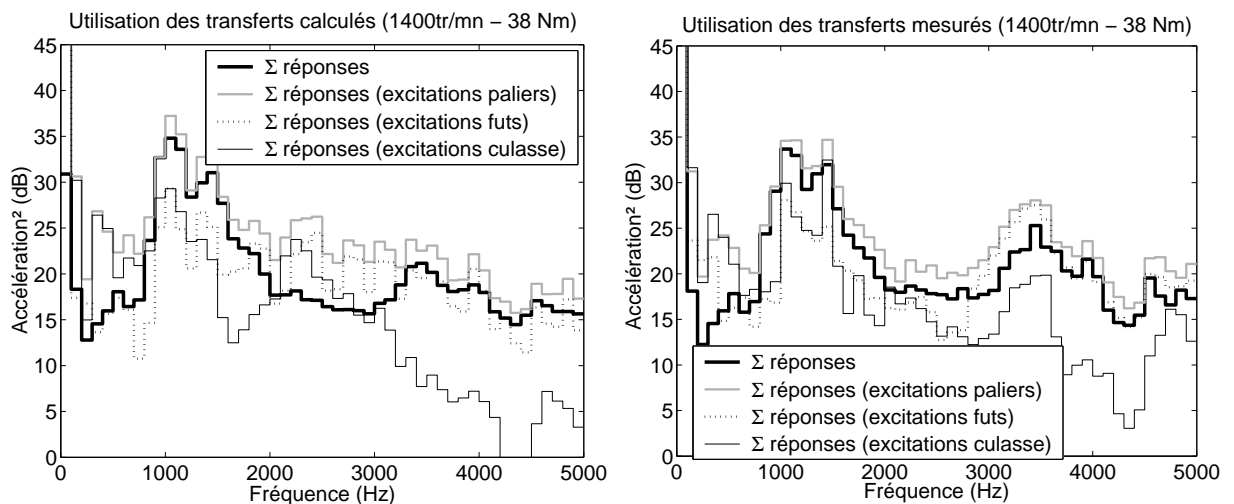 Utilisation des transferts calculés (1400tr/mn − 38 Nm)
45
40
35
30
25
20
15
10
5
0
Accélération² (dB)
Σ réponses
Σ réponses (excitations paliers)
Σ réponses (excitations futs)
Σ réponses (excitations culasse)
0 1000 2000 3000 4000 5000
Fréquence (Hz)
Utilisation des transferts mesurés (1400tr/mn − 38 Nm)
45
40
35
30
25
20
15
10
5
0
Accélération² (dB)
Σ réponses
Σ réponses (excitations paliers)
Σ réponses (excitations futs)
Σ réponses (excitations culasse)
0 1000 2000 3000 4000 5000
Fréquence (Hz)